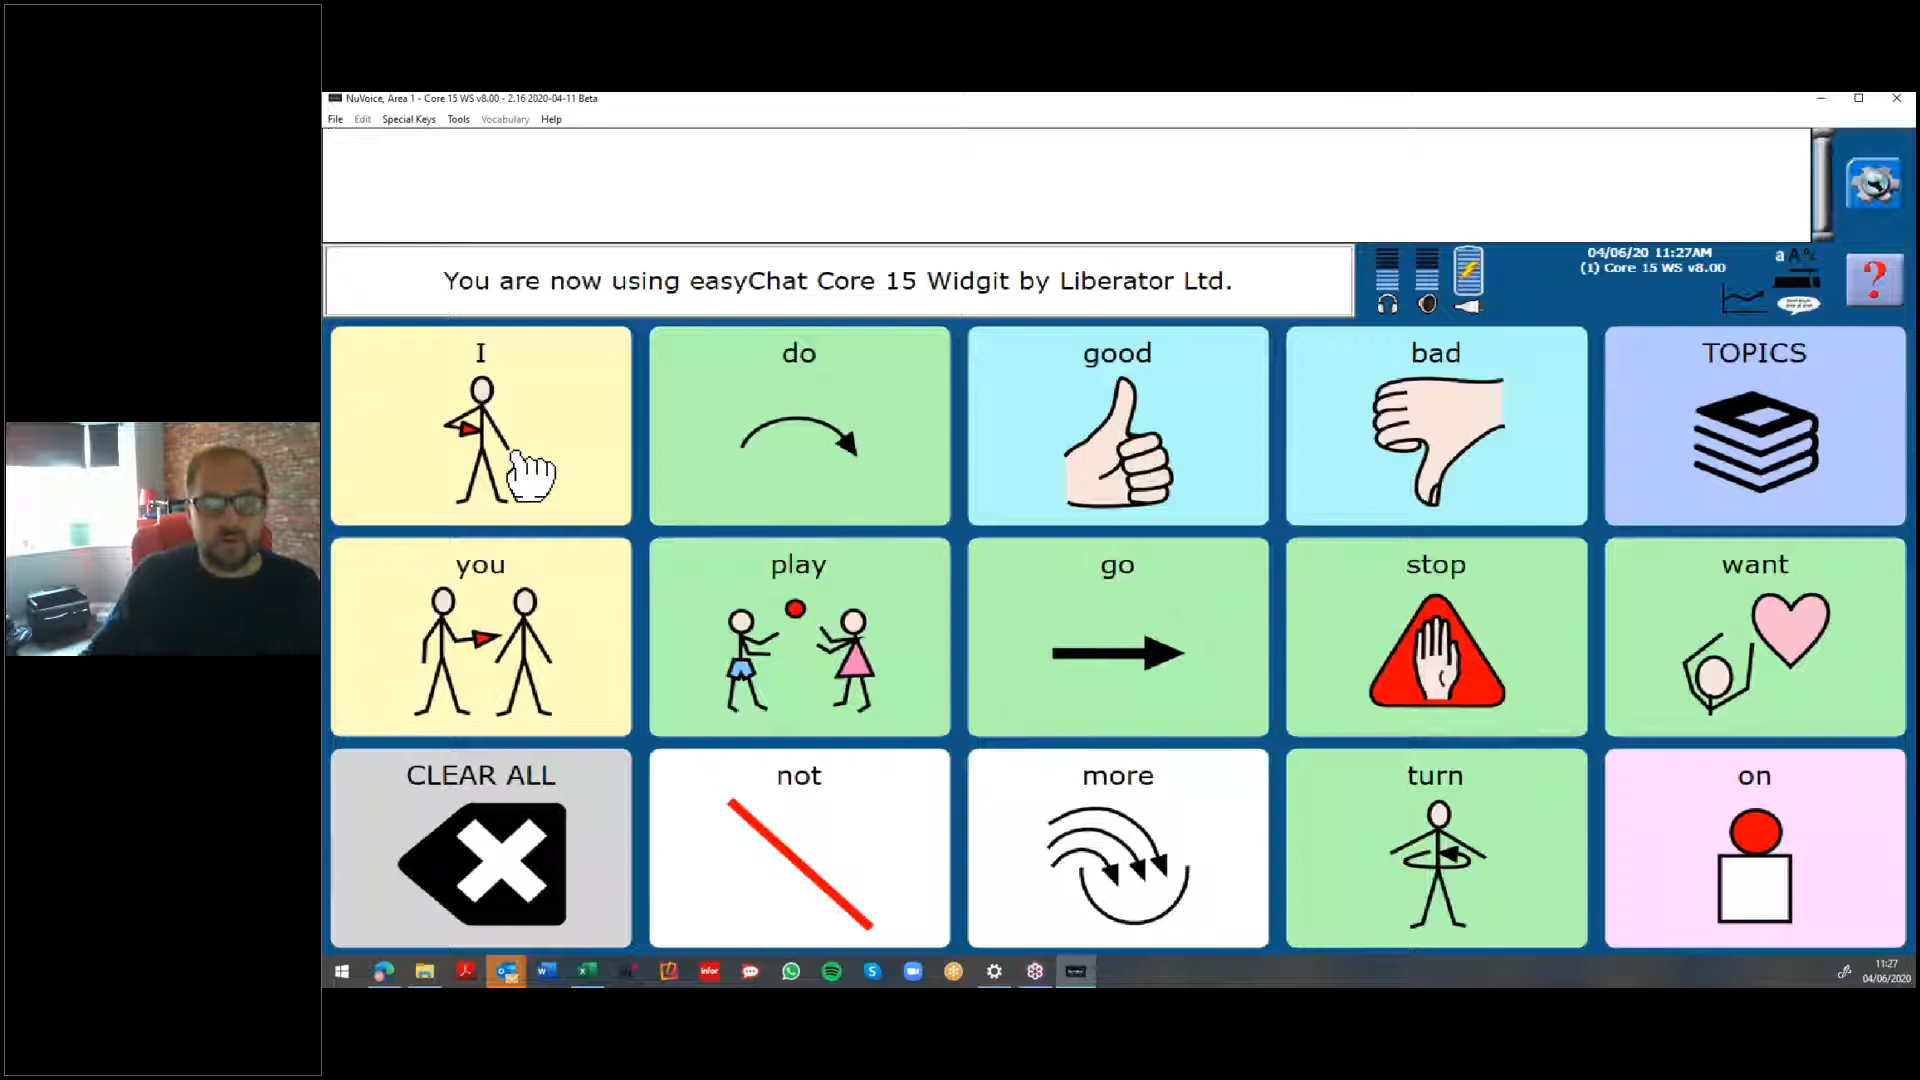 NuVoice, Area 1 - Core 15 WS v8.00 - 2.16 2020-04-11 Beta
File Edit Special Keys Tools Vocabulary Help
04/06/20 11:27AM
(1) Core 15 WS v8.00
You are now using easyChat Core 15 Widgit by Liberator Ltd.
I do good bad TOPICS
you play go stop want
CLEAR ALL not more turn on
11:27
04/06/2020